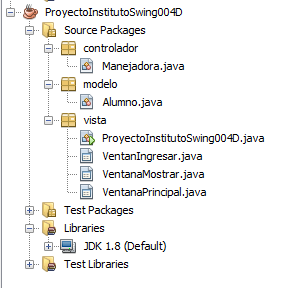 ProyectoInstitutoSwing004D
Source Packages
controlador
Manejadora.java
modelo
Alumno.java
vista
ProyectoInstitutoSwing004D.java
VentanIngresar.java
VentanaMostrar.java
VentanaPrincipal.java
Test Packages
Libraries
JDK 1.8 (Default)
Test Libraries